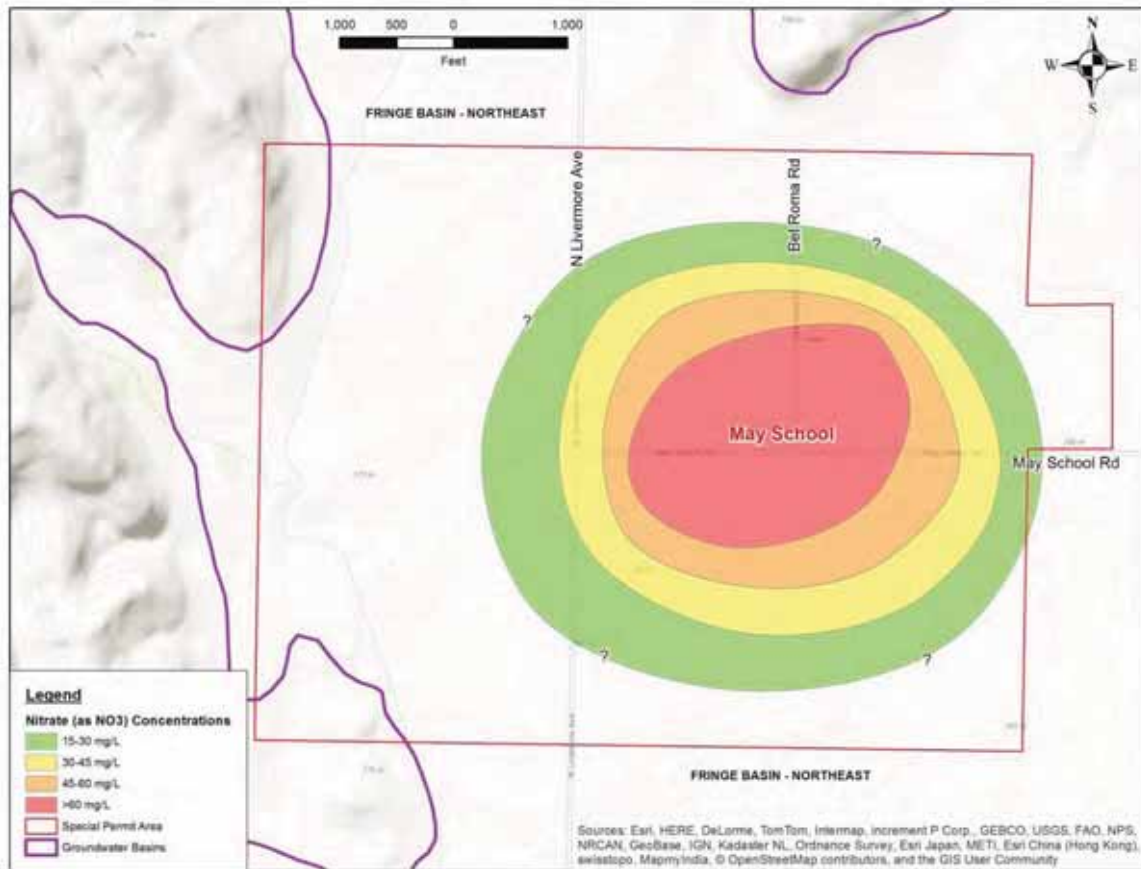 1,000 500 0 1,000
Feet
N
W E
S
FRINGE BASIN - NORTHEAST
N Livermore Ave
Bel Roma Rd
?
?
May School
May School Rd
?
?
FRINGE BASIN - NORTHEAST
Legend
Nitrate (as NO3) Concentrations
15-30 mg/L
30-45 mg/L
45-60 mg/L
>60 mg/L
Special Permit Area
Groundwater Basins
Sources: Esri, HERE, DeLorme, TomTom, Intermap, increment P Corp., GEBCO, USGS, FAO, NPS,
NRCAN, GeoBase, IGN, Kadaster NL, Ordnance Survey, Esri Japan, METI, Esri China (Hong Kong),
swisstopo, MapmyIndia, © OpenStreetMap contributors, and the GIS User Community